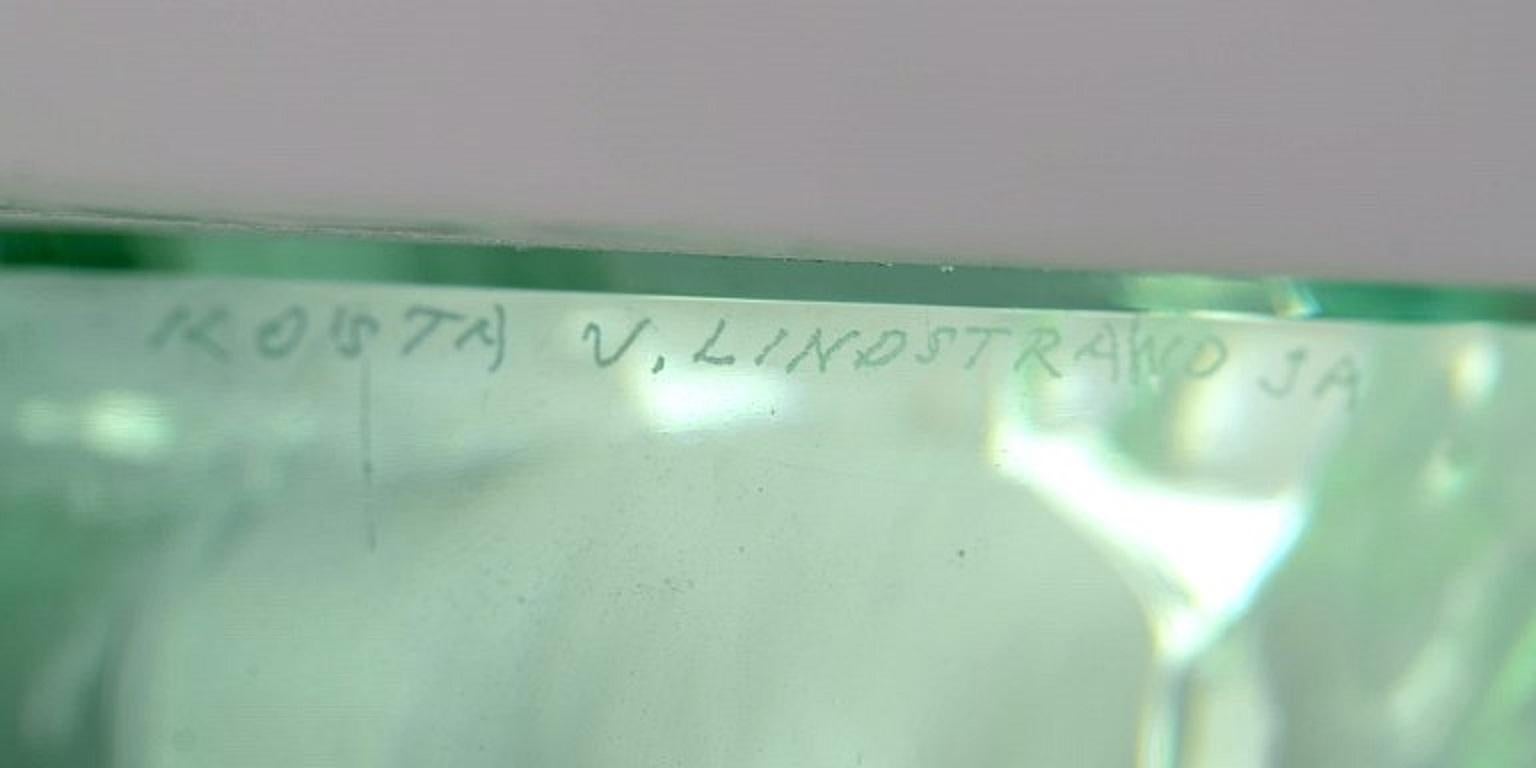 KOSTA V. LINDSTRAND JA